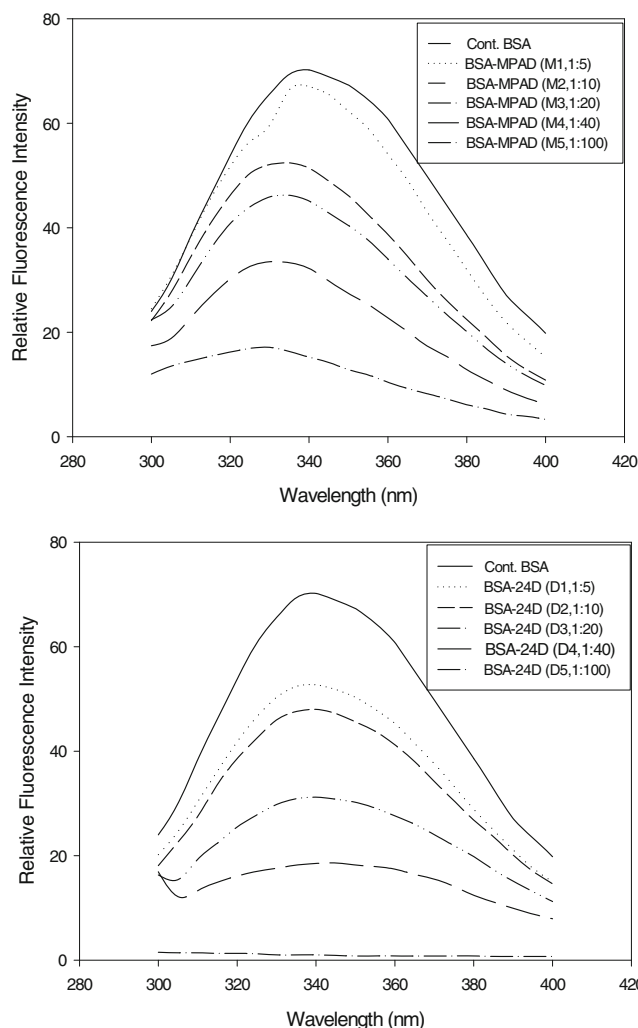 80
60
40
20
0
Relative Fluorescence Intensity
Cont. BSA
BSA-MPAD (M1,1:5)
BSA-MPAD (M2,1:10)
BSA-MPAD (M3,1:20)
BSA-MPAD (M4,1:40)
BSA-MPAD (M5,1:100)
280 300 320 340 360 380 400 420
Wavelength (nm)
80
60
40
20
0
Relative Fluorescence Intensity
Cont. BSA
BSA-24D (D1,1:5)
BSA-24D (D2,1:10)
BSA-24D (D3,1:20)
BSA-24D (D4,1:40)
BSA-24D (D5,1:100)
280 300 320 340 360 380 400 420
Wavelength (nm)